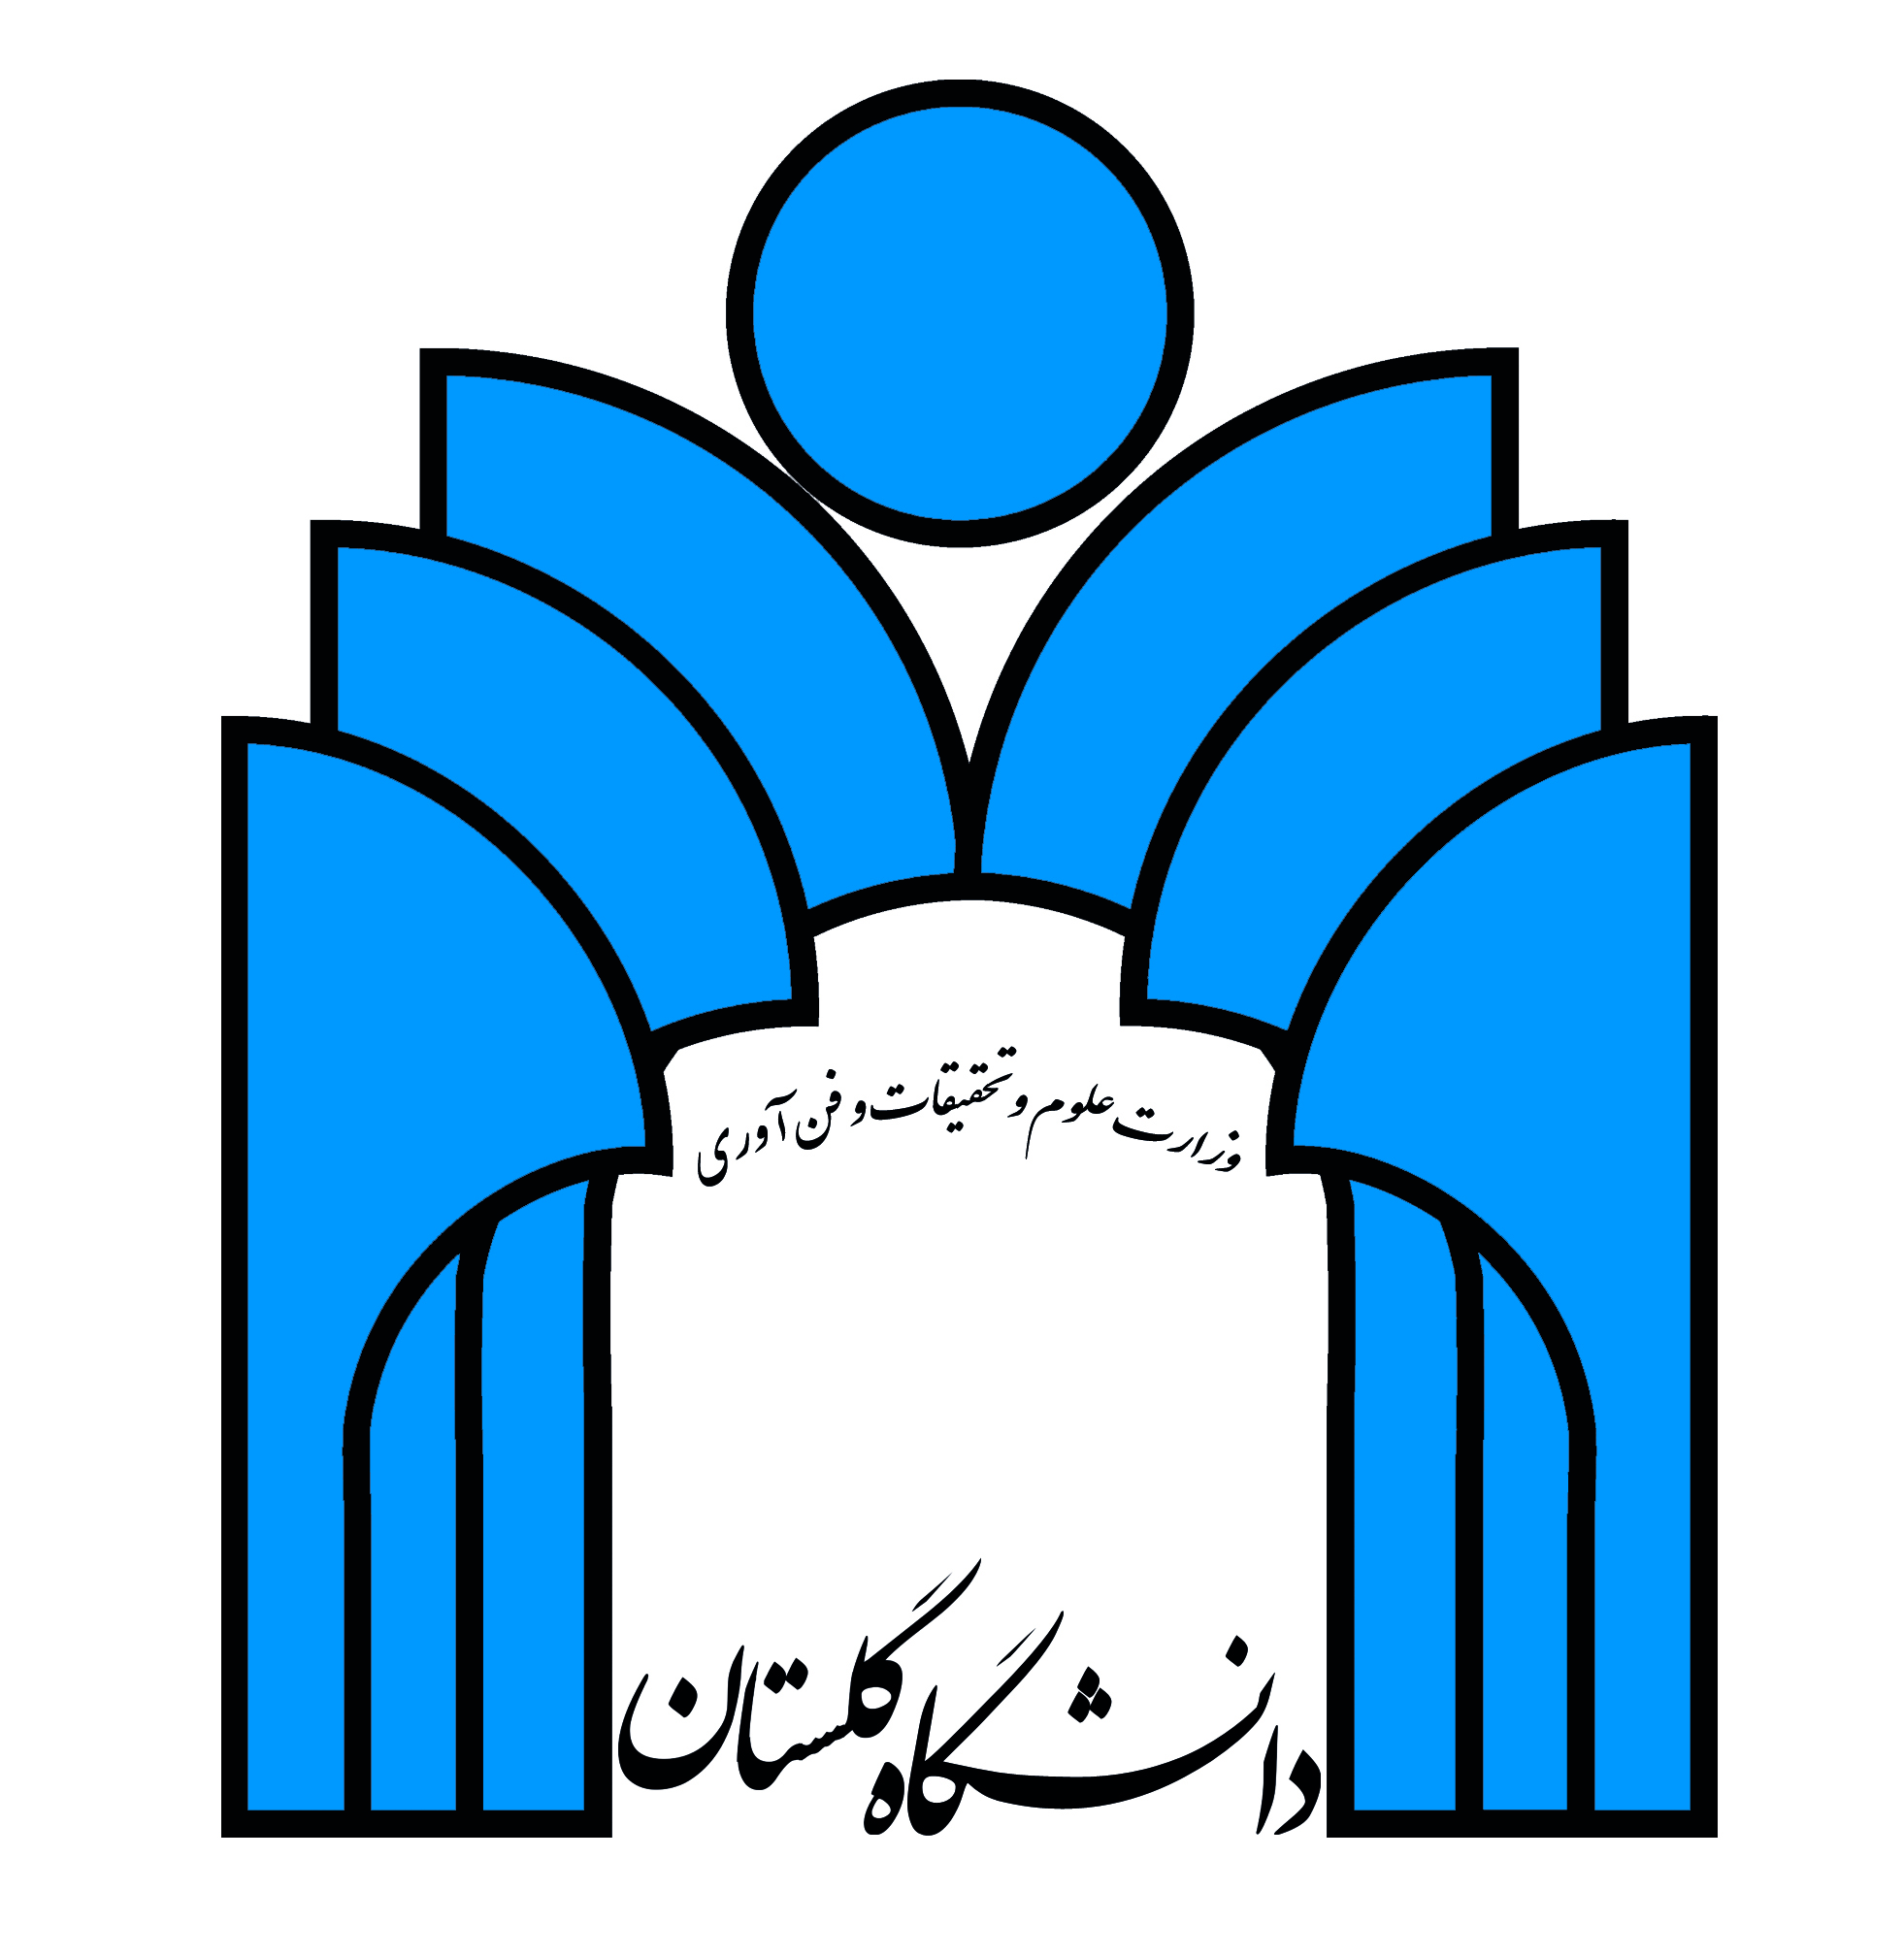 وزارت علوم و تحقیقات و فن آوری
دانشگاه گلستان